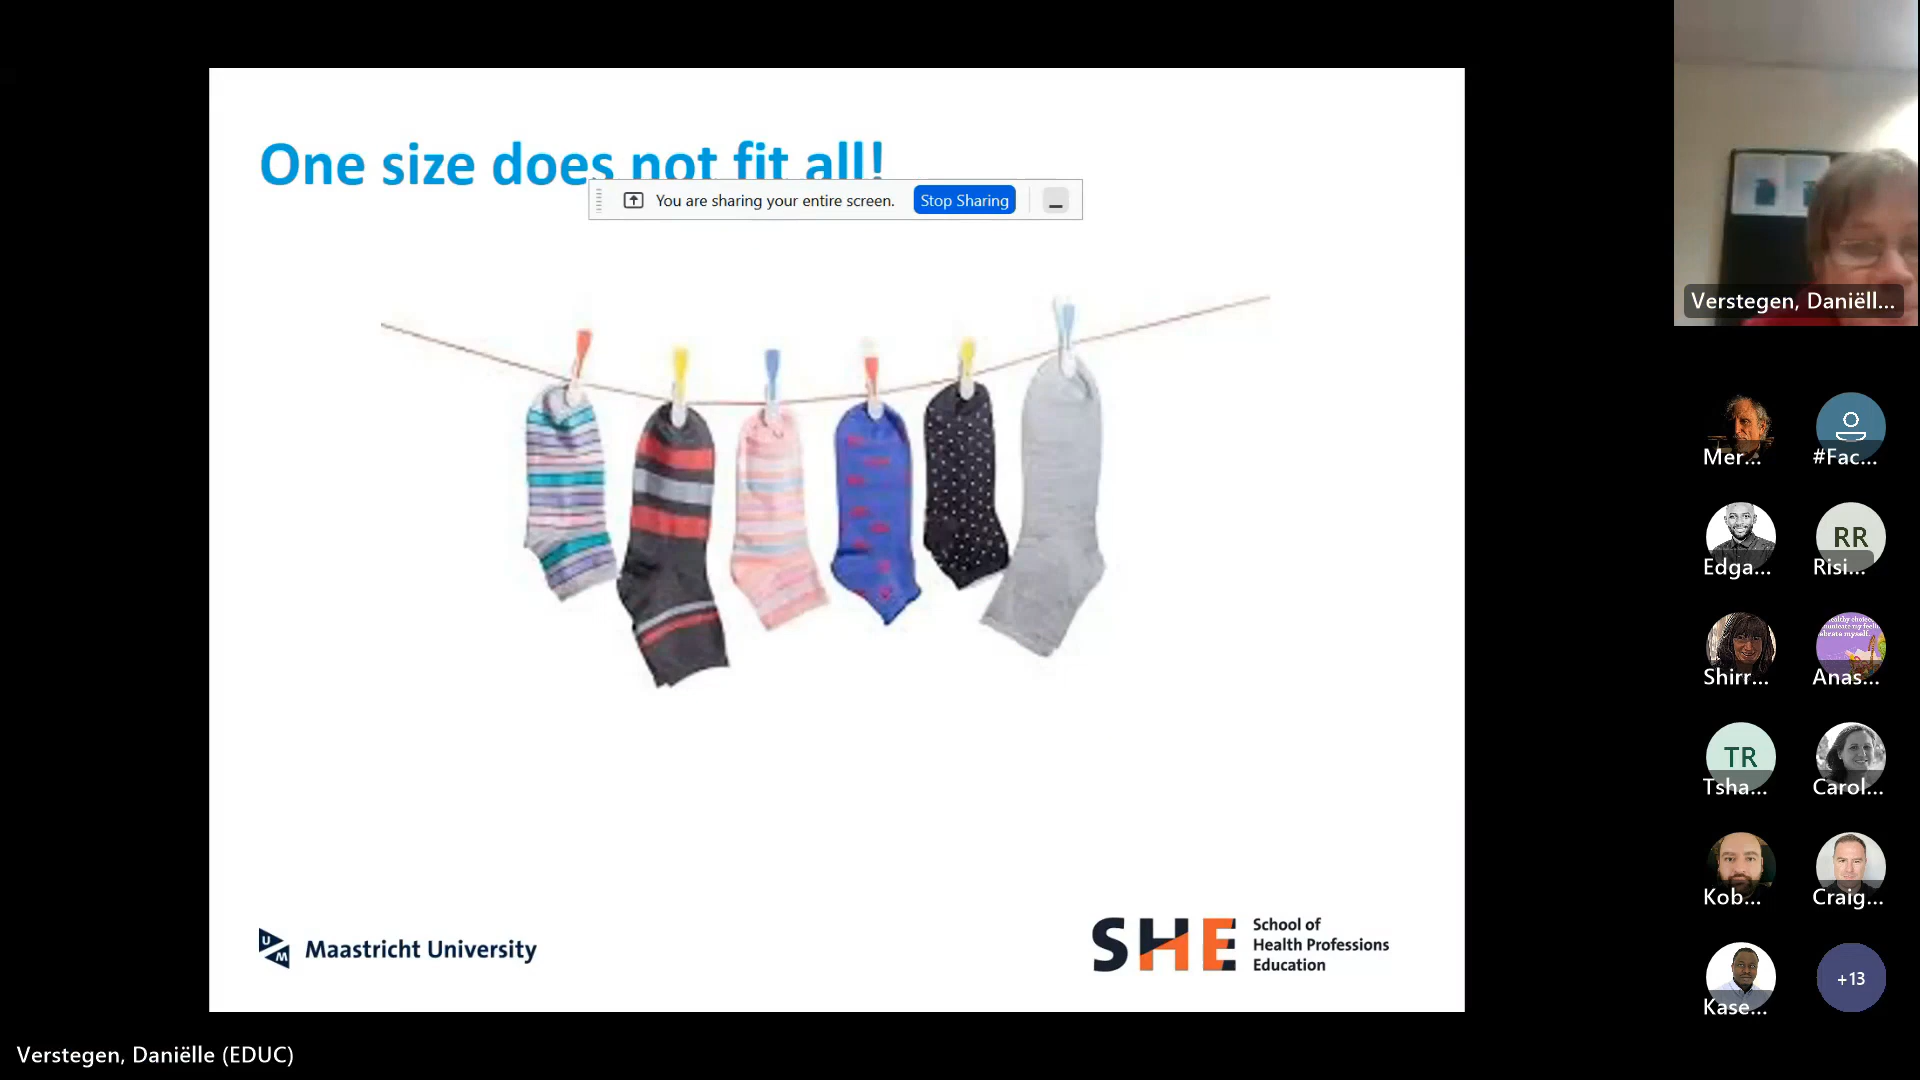 One size does not fit all!
You are sharing your entire screen.
Stop Sharing
Maastricht University
UM
SHE
School of
Health Professions
Education
Verstegen, Daniëll...
Mer...
#Fac...
Edga...
RR
Risi...
Shirr...
Anas...
TR
Tsha...
Carol...
Kob...
Craig...
Kase...
+13
Verstegen, Daniëlle (EDUC)